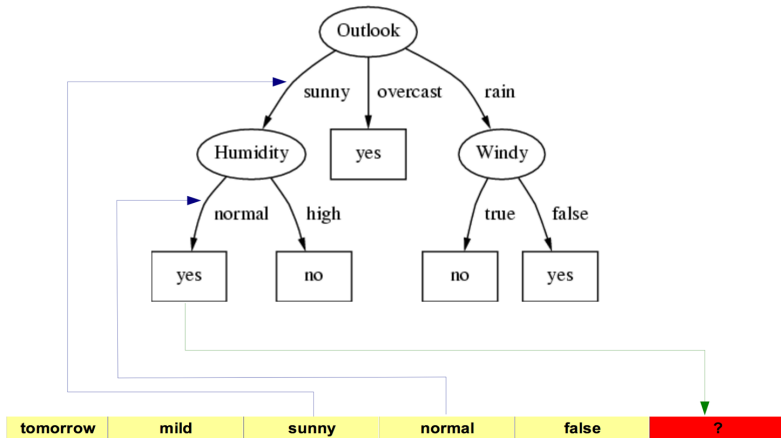 Outlook
sunny overcast rain
Humidity yes Windy
normal high true false
yes no no yes
tomorrow mild sunny normal false ?